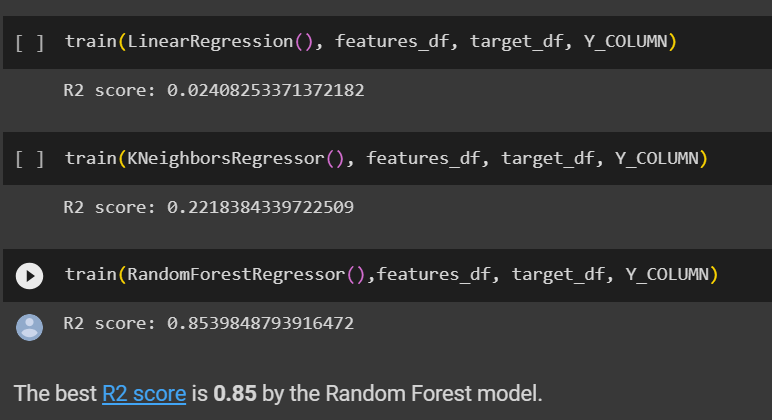 [ ] train(LinearRegression(), features_df, target_df, Y_COLUMN)
R2 score: 0.02408253371372182
[ ] train(KNeighborsRegressor(), features_df, target_df, Y_COLUMN)
R2 score: 0.2218384339722509
train(RandomForestRegressor(),features_df, target_df, Y_COLUMN)
R2 score: 0.8539848793916472
The best R2 score is 0.85 by the Random Forest model.